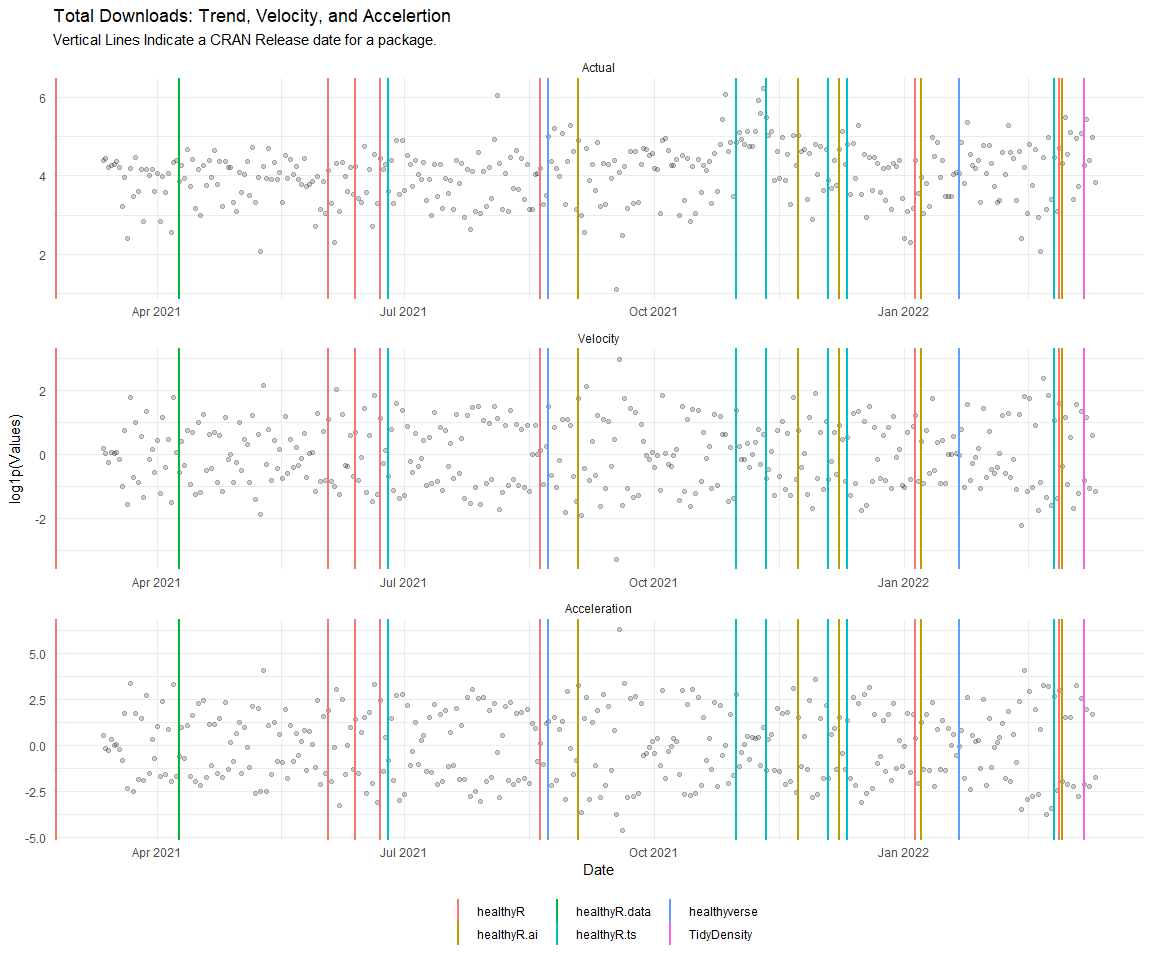 Total Downloads: Trend, Velocity, and Accelertion
Vertical Lines Indicate a CRAN Release date for a package.
Actual
6
4
2
Apr 2021 Jul 2021 Oct 2021 Jan 2022
Velocity
2
0
-2
Apr 2021 Jul 2021 Oct 2021 Jan 2022
log1p(Values)
Acceleration
5.0
2.5
0.0
-2.5
-5.0
Apr 2021 Jul 2021 Oct 2021 Jan 2022
Date
healthyR healthyR.data healthyverse
healthyR.ai healthyR.ts TidyDensity